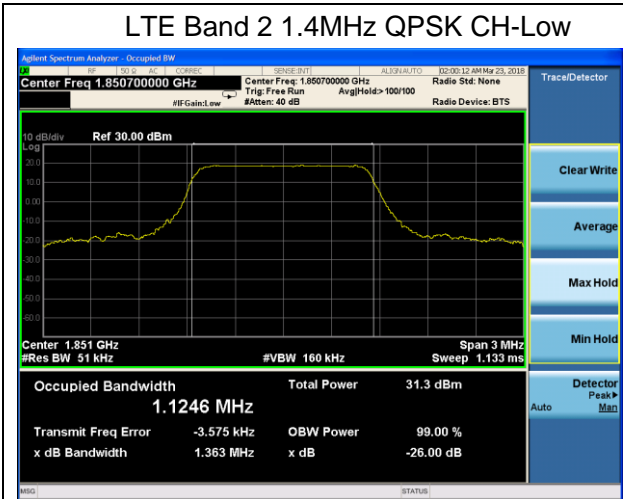 LTE Band 2 1.4MHz QPSK CH-Low
Agilent Spectrum Analyzer - Occupied BW
RF 50 Ω AC CORREC SENSE:INT ALIGNAUTO 02:00:12 AM Mar 23, 2018
Center Freq 1.850700000 GHz Center Freq: 1.850700000 GHz Radio Std: None Trace/Detector
Trig: Free Run Avg|Hold:> 100/100
#IFGain:Low #Atten: 40 dB Radio Device: BTS
10 dB/div Ref 30.00 dBm
Log
20.0
10.0
0.00
-10.0
-20.0
-30.0
-40.0
-50.0
-60.0
Clear Write
Average
Max Hold
Min Hold
Center 1.851 GHz Span 3 MHz
#Res BW 51 kHz #VBW 160 kHz Sweep 1.133 ms
Occupied Bandwidth Total Power 31.3 dBm
1.1246 MHz
Transmit Freq Error -3.575 kHz OBW Power 99.00 %
x dB Bandwidth 1.363 MHz x dB -26.00 dB
Detector
Peak▶
Auto Man
MSG STATUS